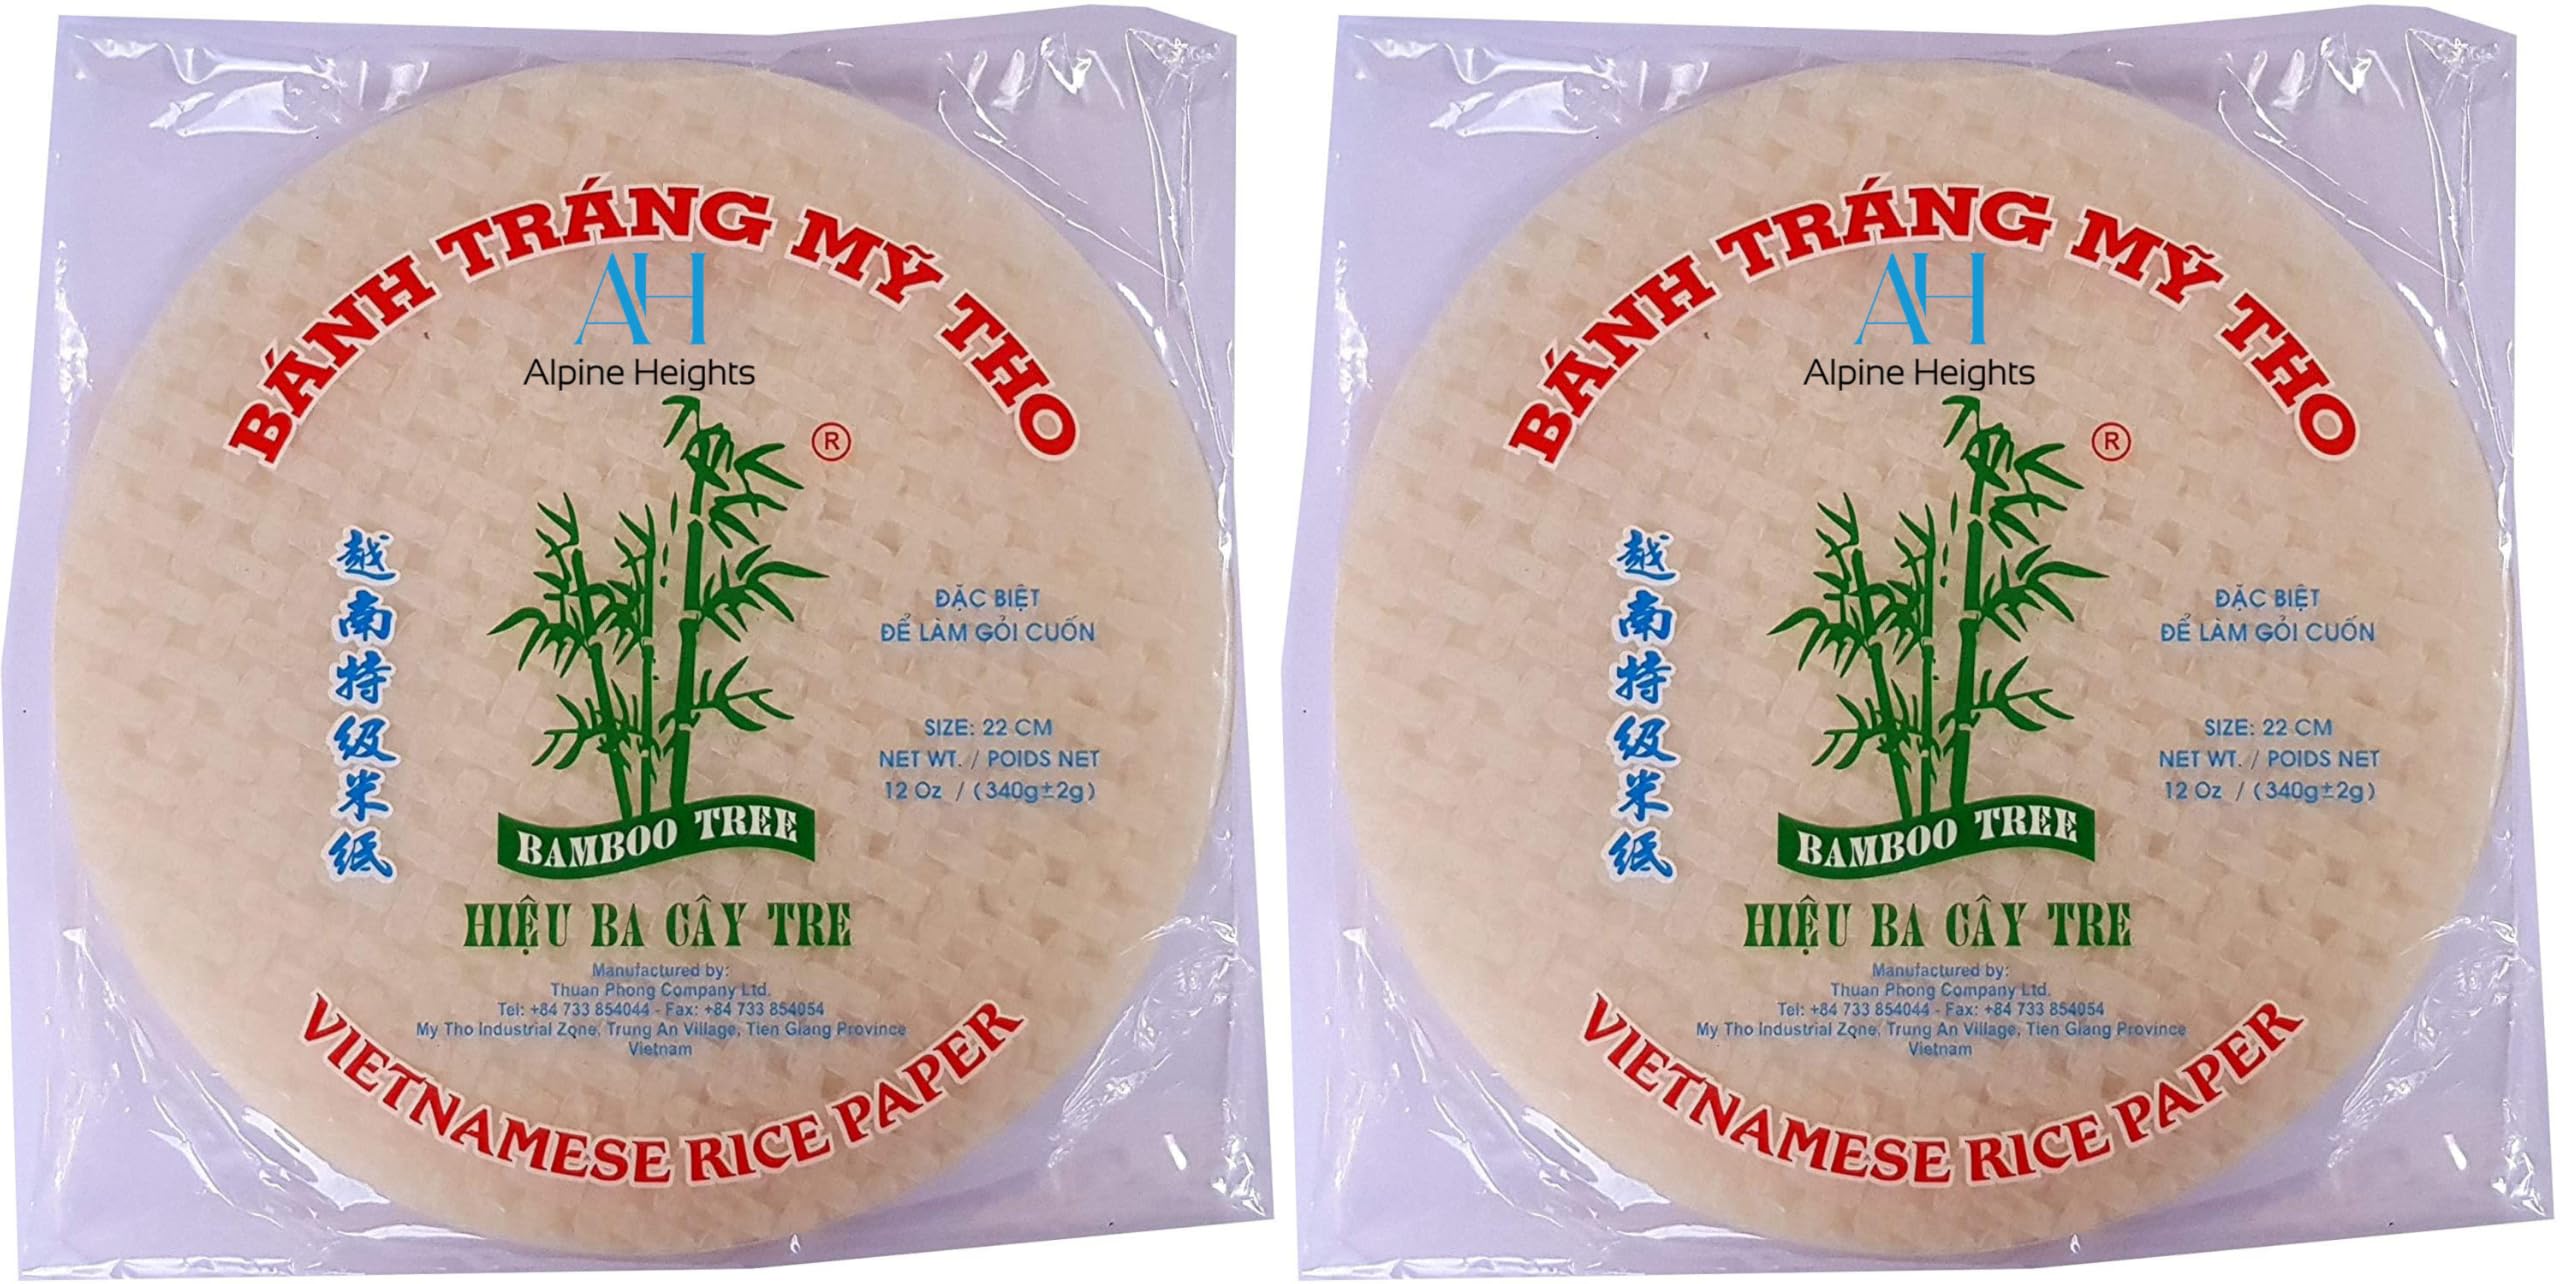 BÁNH TRÁNG MỸ THO
AH
Alpine Heights
®
越南特级米纸
ĐẶC BIỆT
ĐỂ LÀM GỎI CUỐN
SIZE: 22 CM
NET WT. / POIDS NET
12 Oz / (340g±2g)
BAMBOO TREE
HIỆU BA CÂY TRE
Manufactured by:
Thuan Phong Company Ltd.
Tel: +84 733 854044 - Fax: +84 733 854054
My Tho Industrial Zone, Trung An Village, Tien Giang Province
Vietnam
VIETNAMESE RICE PAPER
BÁNH TRÁNG MỸ THO
AH
Alpine Heights
®
越南特级米纸
ĐẶC BIỆT
ĐỂ LÀM GỎI CUỐN
SIZE: 22 CM
NET WT. / POIDS NET
12 Oz / (340g±2g)
BAMBOO TREE
HIỆU BA CÂY TRE
Manufactured by:
Thuan Phong Company Ltd.
Tel: +84 733 854044 - Fax: +84 733 854054
My Tho Industrial Zone, Trung An Village, Tien Giang Province
Vietnam
VIETNAMESE RICE PAPER